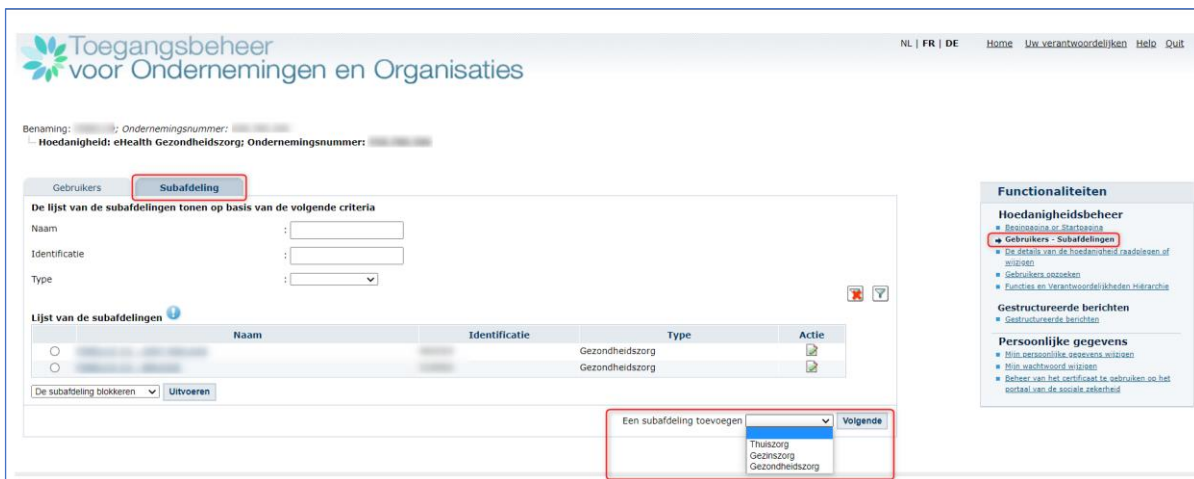 Toegangsbeheer
voor Ondernemingen en Organisaties
NL | FR | DE Home Uw verantwoordelijken Help Quit
Benaming: ; Ondernemingsnummer:
Hoedanigheid: eHealth Gezondheidszorg; Ondernemingsnummer:
Gebruikers Subafdeling
De lijst van de subafdelingen tonen op basis van de volgende criteria
Naam :
Identificatie :
Type :
Lijst van de subafdelingen
Naam Identificatie Type Actie
Gezondheidszorg
Gezondheidszorg
De subafdeling blokkeren Uitvoeren
Een subafdeling toevoegen Volgende
Thuiszorg
Gezinszorg
Gezondheidszorg
Functionaliteiten
Hoedanigheidsbeheer
Beginpagina or Startpagina
Gebruikers - Subafdelingen
De details van de hoedanigheid raadplegen of
wijzigen
Gebruikers opzoeken
Functies en Verantwoordelijkheden Hiërarchie
Gestructureerde berichten
Gestructureerde berichten
Persoonlijke gegevens
Mijn persoonlijke gegevens wijzigen
Mijn wachtwoord wijzigen
Beheer van het certificaat te gebruiken op het
portaal van de sociale zekerheid